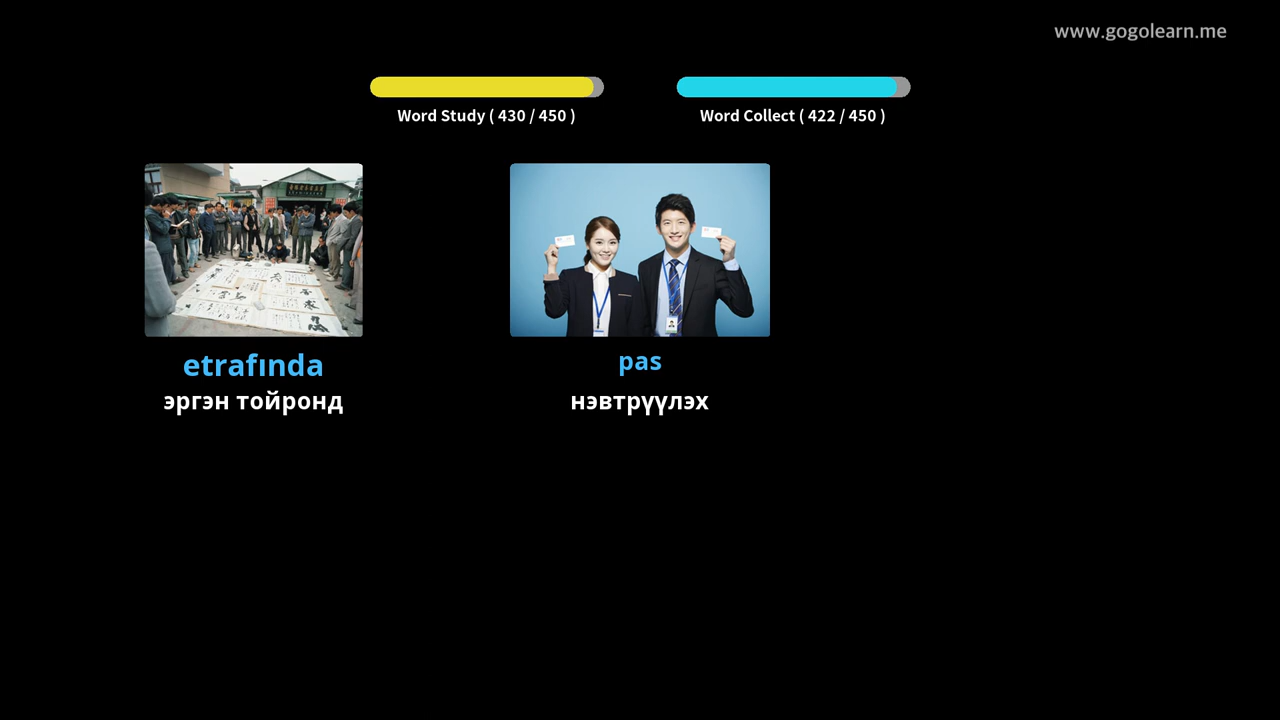 www.gogolearn.me
Word Study ( 430 / 450 )
Word Collect ( 422 / 450 )
etrafında
эргэн тойронд
pas
нэвтрүүлэх